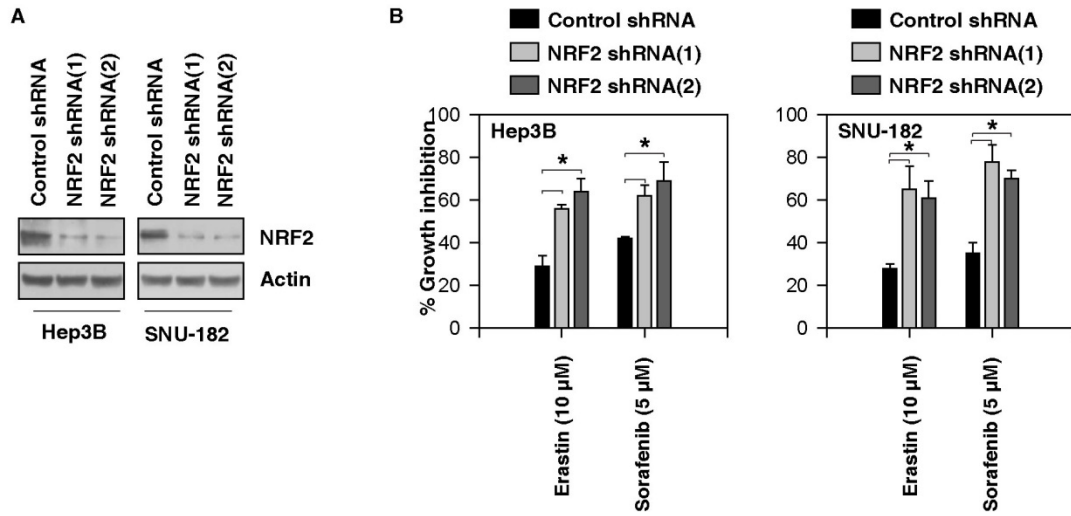 A
Control shRNA
NRF2 shRNA(1)
NRF2 shRNA(2)
Control shRNA
NRF2 shRNA(1)
NRF2 shRNA(2)
NRF2
Actin
Hep3B
SNU-182
B
Control shRNA
NRF2 shRNA(1)
NRF2 shRNA(2)
% Growth inhibition
100
80
60
40
20
0
Hep3B
*
*
Erastin (10 µM)
Sorafenib (5 µM)
Control shRNA
NRF2 shRNA(1)
NRF2 shRNA(2)
100
80
60
40
20
0
SNU-182
*
*
Erastin (10 µM)
Sorafenib (5 µM)